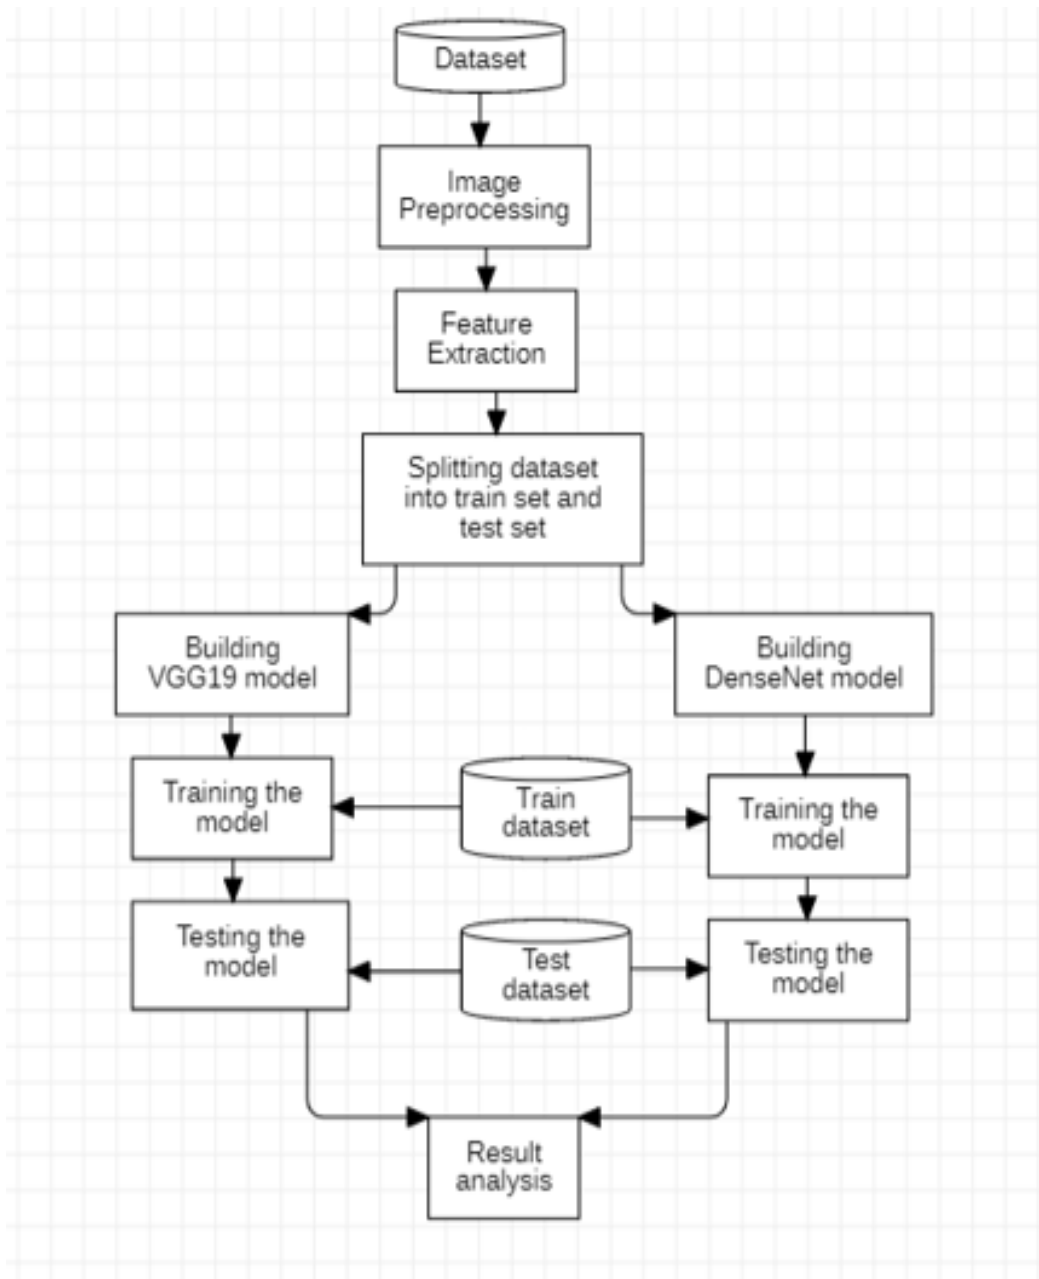 Dataset
Image
Preprocessing
Feature
Extraction
Splitting dataset
into train set and
test set
Building
VGG19 model
Building
DenseNet model
Training the
model
Train
dataset
Training the
model
Testing the
model
Test
dataset
Testing the
model
Result
analysis